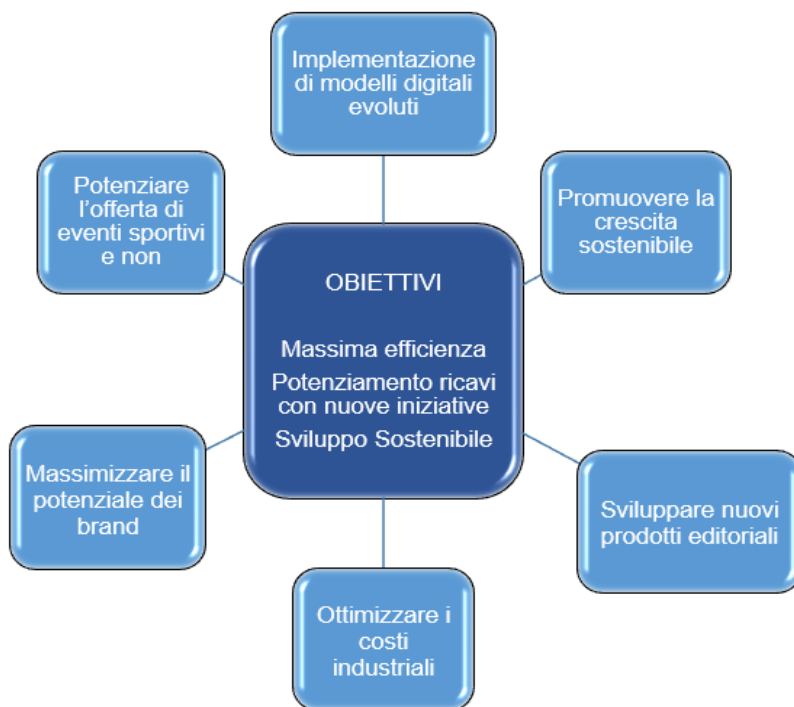 Implementazione
di modelli digitali
evoluti
Potenziare
l'offerta di
eventi sportivi
e non
Promuovere la
crescita
sostenibile
OBIETTIVI
Massima efficienza
Potenziamento ricavi
con nuove iniziative
Sviluppo Sostenibile
Massimizzare il
potenziale dei
brand
Sviluppare nuovi
prodotti editoriali
Ottimizzare i
costi
industriali